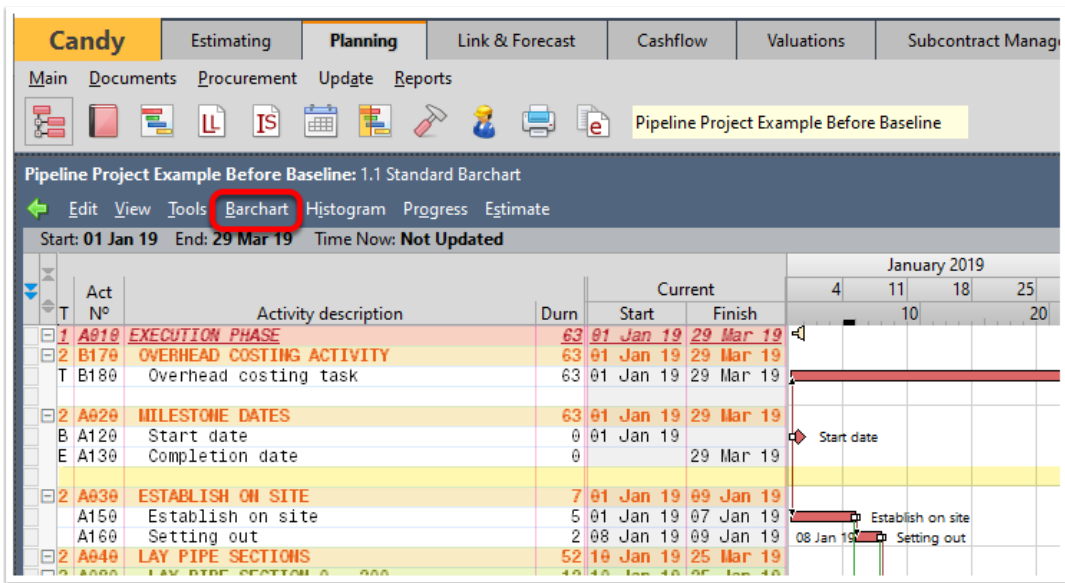 Candy Estimating Planning Link & Forecast Cashflow Valuations Subcontract Manag
Main Documents Procurement Update Reports
LL IS e Pipeline Project Example Before Baseline
Pipeline Project Example Before Baseline: 1.1 Standard Barchart
Edit View Tools Barchart Histogram Progress Estimate
Start: 01 Jan 19 End: 29 Mar 19 Time Now: Not Updated
January 2019
Act Current 4 11 18 25
T Nº Activity description Durn Start Finish 10 20
1 A010 EXECUTION PHASE 63 01 Jan 19 29 Mar 19
2 B170 OVERHEAD COSTING ACTIVITY 63 01 Jan 19 29 Mar 19
T B180 Overhead costing task 63 01 Jan 19 29 Mar 19
2 A020 MILESTONE DATES 63 01 Jan 19 29 Mar 19
B A120 Start date 0 01 Jan 19 Start date
E A130 Completion date 0 29 Mar 19
2 A030 ESTABLISH ON SITE 7 01 Jan 19 09 Jan 19
A150 Establish on site 5 01 Jan 19 07 Jan 19 Establish on site
A160 Setting out 2 08 Jan 19 09 Jan 19 08 Jan 19 Setting out
2 A040 LAY PIPE SECTIONS 52 10 Jan 19 25 Mar 19